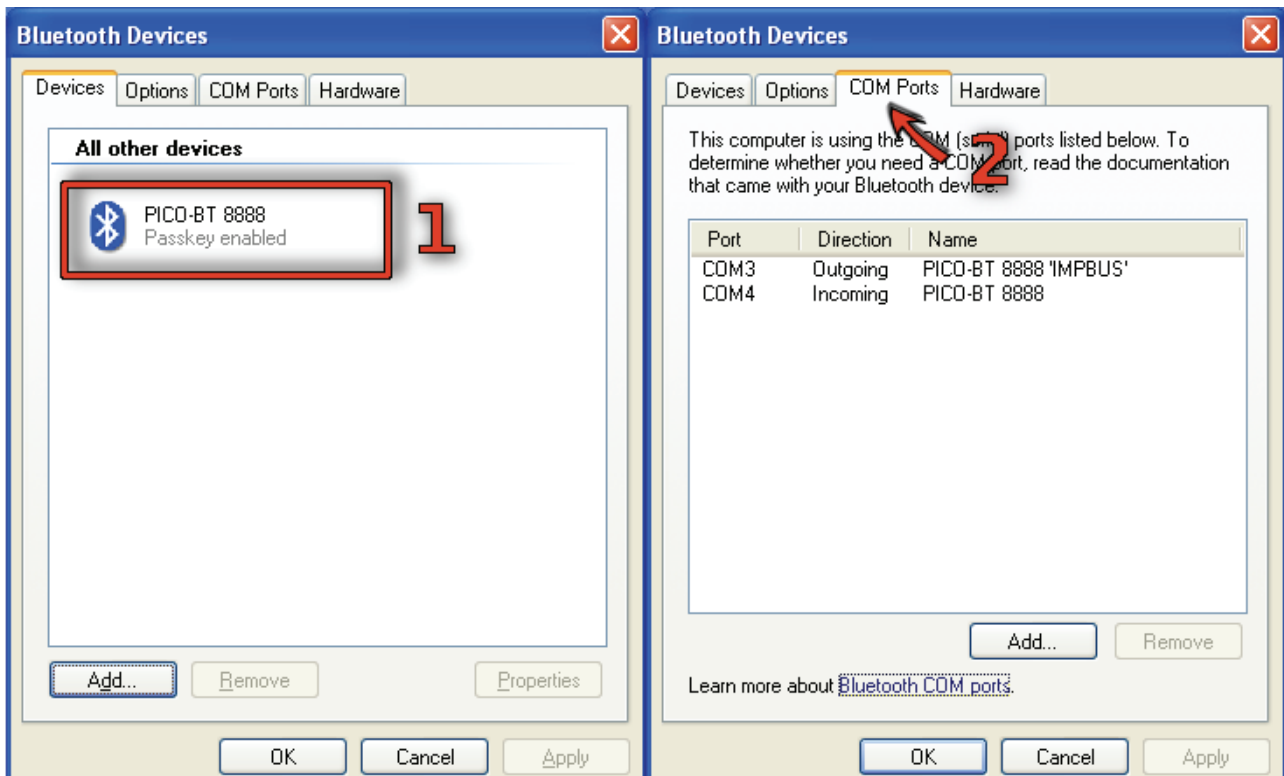 Bluetooth Devices
Devices Options COM Ports Hardware
All other devices
PICO-BT 8888
Passkey enabled
1
Add... Remove Properties
OK Cancel Apply
Bluetooth Devices
Devices Options COM Ports Hardware
2
This computer is using the COM (serial) ports listed below. To
determine whether you need a COM port, read the documentation
that came with your Bluetooth device.
Port Direction Name
COM3 Outgoing PICO-BT 8888 'IMPBUS'
COM4 Incoming PICO-BT 8888
Add... Remove
Learn more about Bluetooth COM ports.
OK Cancel Apply